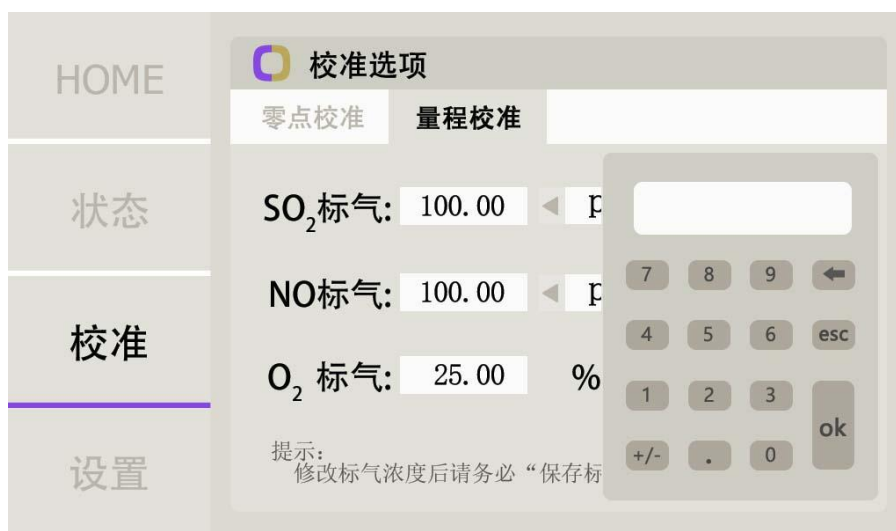 HOME
状态
校准
设置
校准选项
零点校准 量程校准
SO₂标气: 100.00 p
NO标气: 100.00 p
O₂ 标气: 25.00 %
提示:
修改标气浓度后请务必“保存标
7 8 9
4 5 6 esc
1 2 3
ok
+/- . 0